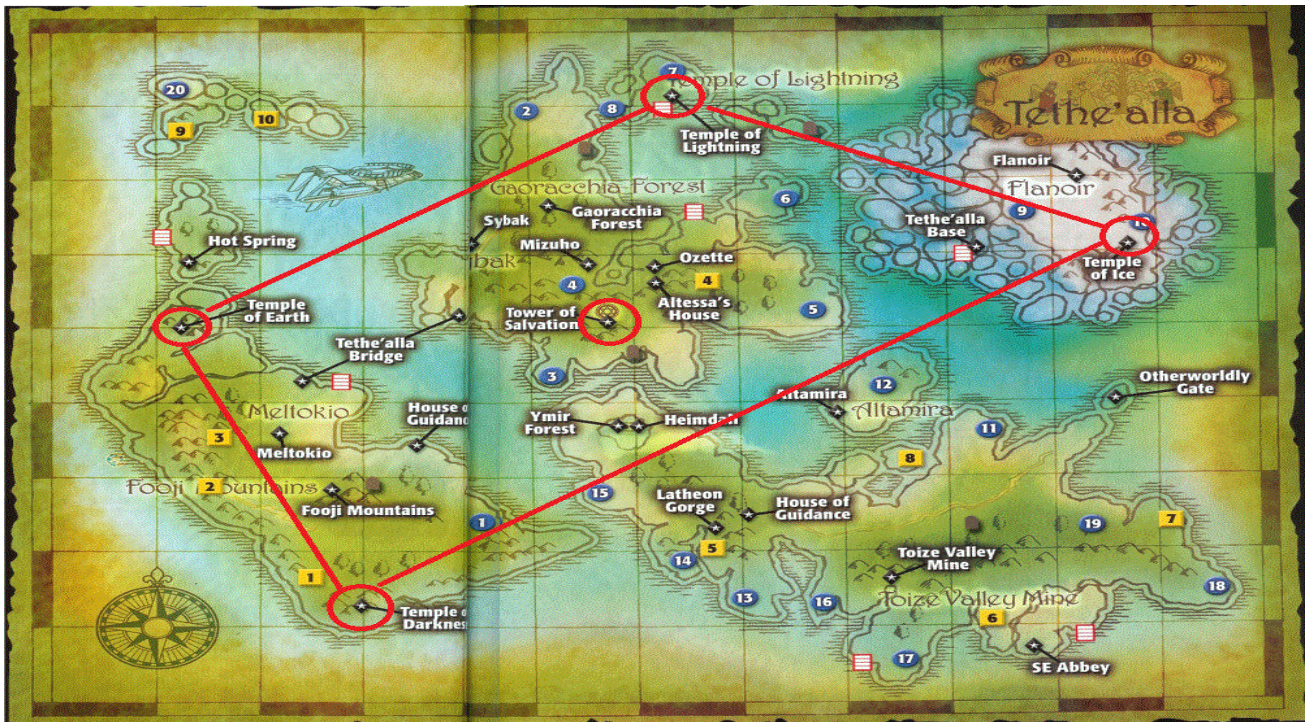 20
9
10
2
8
7
Temple of Lightning
Temple of
Lightning
Tethe'alla
Flanoir
Flanoir
9
Gaoracchia Forest
Gaoracchia
Forest
6
Sybak
Mizuho
Ozette
Tethe'alla
Base
Temple
of Ice
Hot Spring
4
4
Altessa's
House
Tower of
Salvation
5
Temple
of Earth
Tethe'alla
Bridge
3
12
Altamira
Altamira
Otherworldly
Gate
Meltokio
Meltokio
3
House of
Guidanc
Ymir
Forest
Heimdall
11
8
2
Fooji Mountains
Fooji Mountains
15
1
Latheon
Gorge
House of
Guidance
5
14
13
16
19
7
18
Toize Valley
Mine
Toize Valley Mine
6
17
SE Abbey
1
Temple o
Darknes